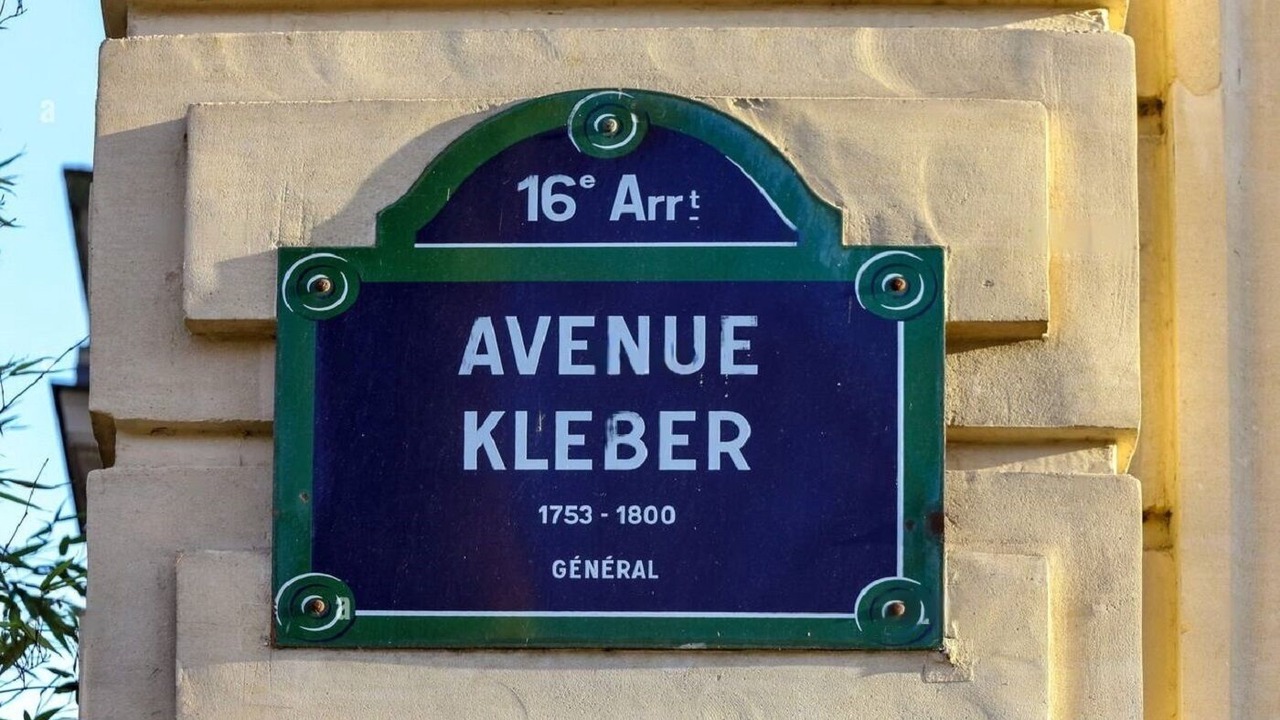 16e Arrt
AVENUE
KLEBER
1753 - 1800
GÉNÉRAL